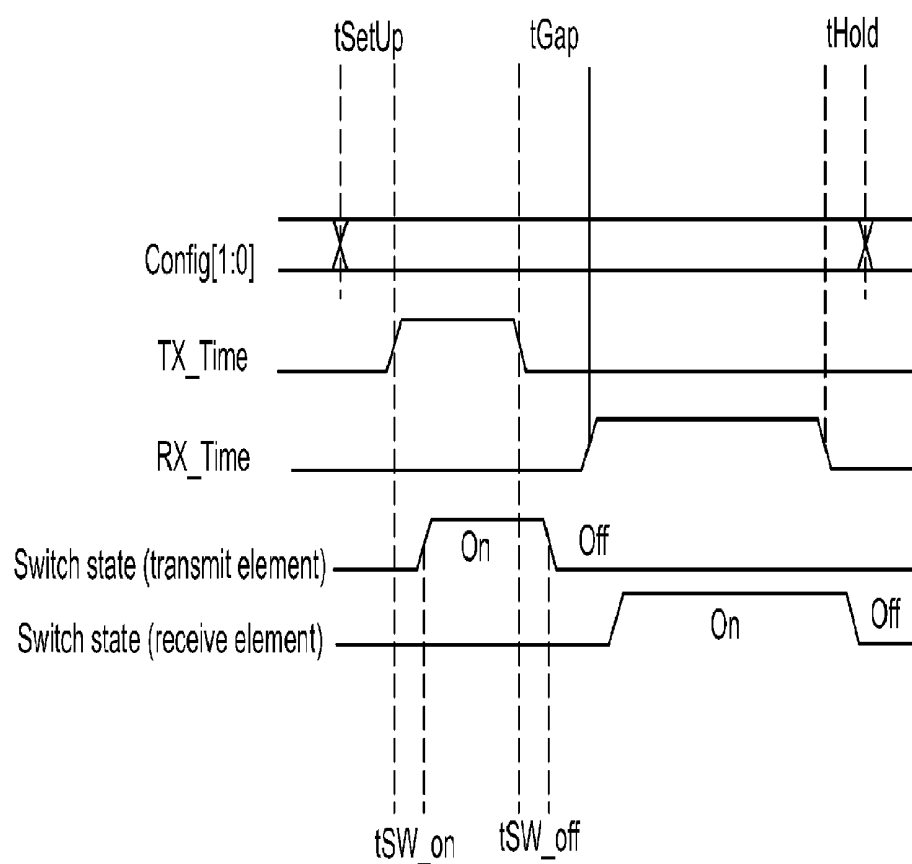 tSetUp tGap tHold
Config[1:0]
TX_Time
RX_Time
On Off
Switch state (transmit element)
On Off
Switch state (receive element)
tSW_on tSW_off